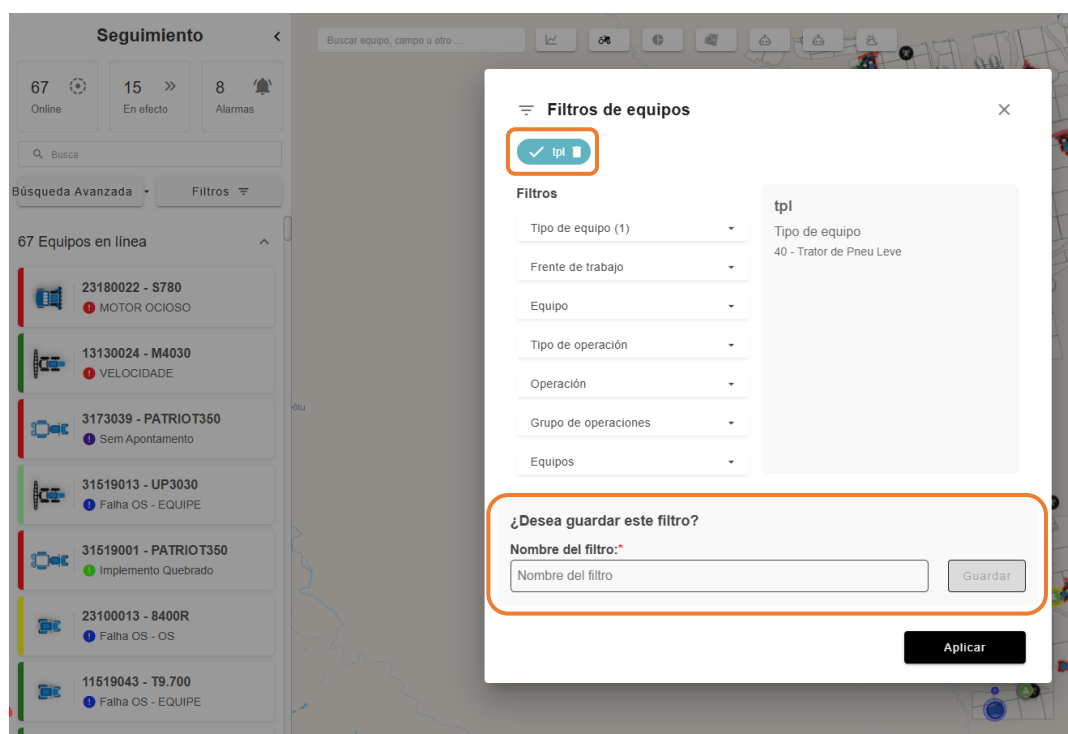 Seguimiento
67
Online
15
En efecto
8
Alarmas
Busca
Búsqueda Avanzada
Filtros
67 Equipos en línea
23180022 - S780
MOTOR OCIOSO
13130024 - M4030
VELOCIDADE
3173039 - PATRIOT350
Sem Apontamento
31519013 - UP3030
Falha OS - EQUIPE
31519001 - PATRIOT350
Implemento Quebrado
23100013 - 8400R
Falha OS - OS
11519043 - T9.700
Falha OS - EQUIPE
Buscar equipo, campo u otro ...
Filtros de equipos
tpl
Filtros
Tipo de equipo (1)
Frente de trabajo
Equipo
Tipo de operación
Operación
Grupo de operaciones
Equipos
tpl
Tipo de equipo
40 - Trator de Pneu Leve
¿Desea guardar este filtro?
Nombre del filtro:*
Nombre del filtro
Guardar
Aplicar